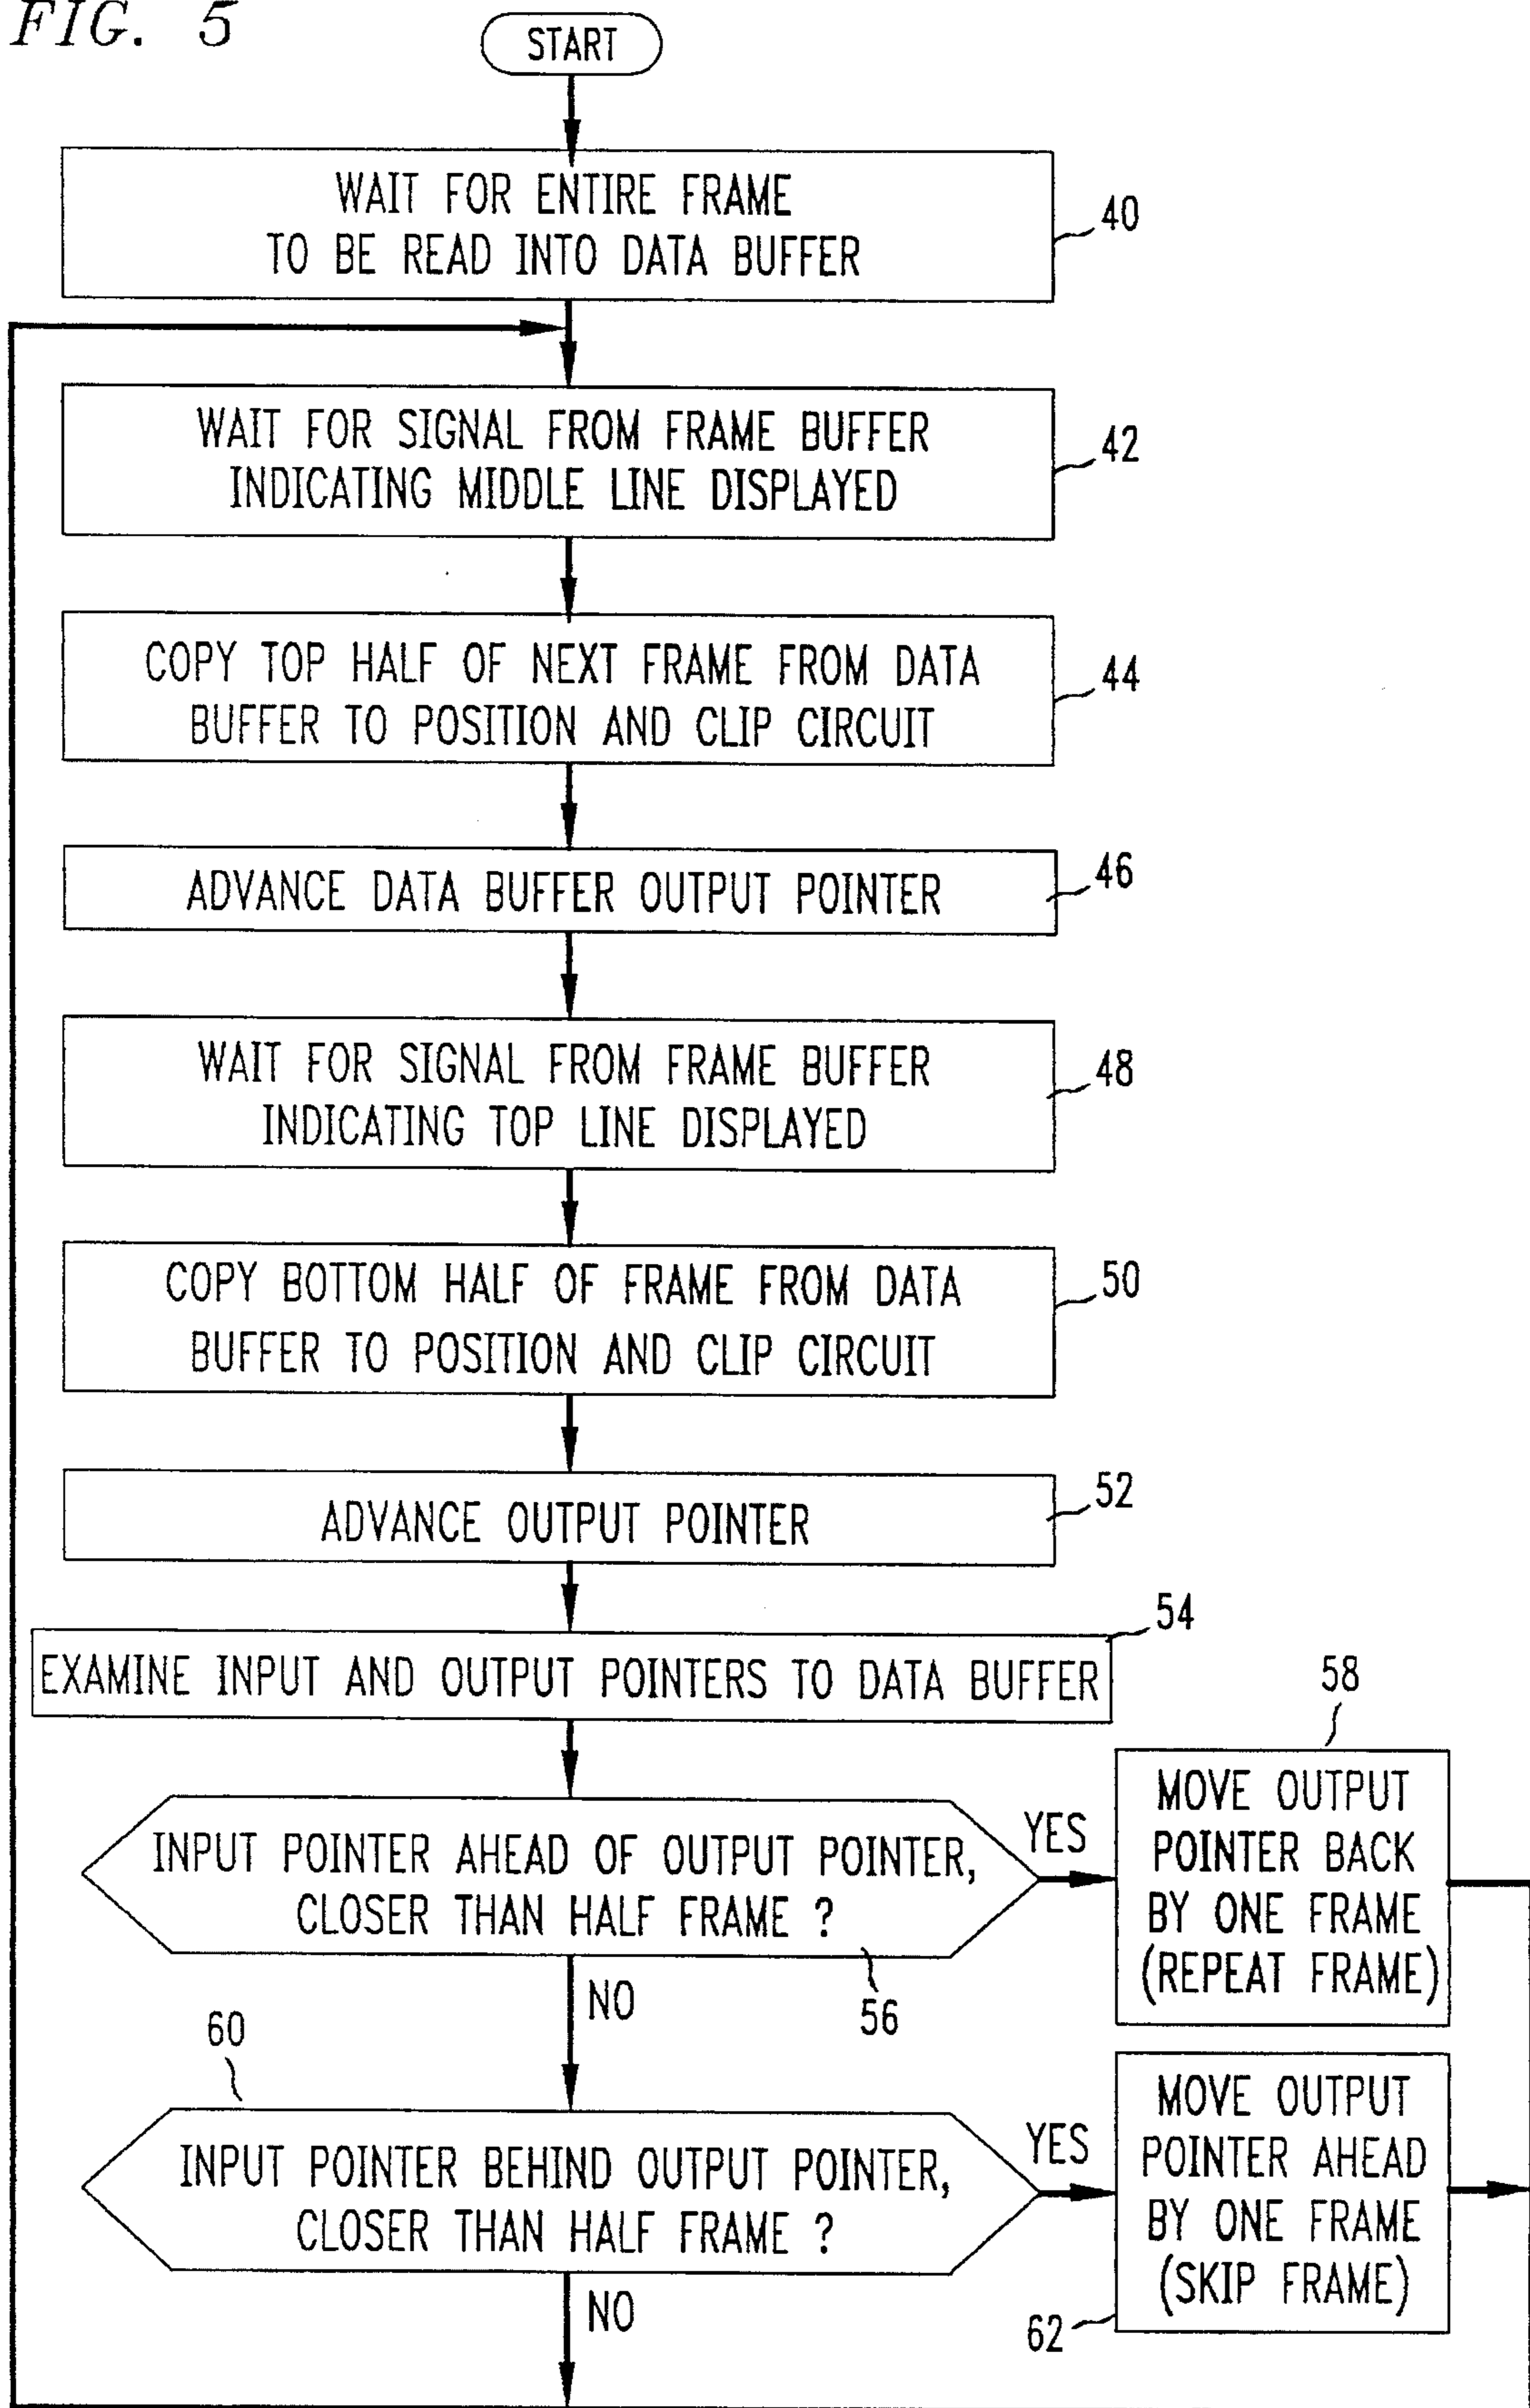 FIG. 5
START
WAIT FOR ENTIRE FRAME
TO BE READ INTO DATA BUFFER
40
WAIT FOR SIGNAL FROM FRAME BUFFER
INDICATING MIDDLE LINE DISPLAYED
42
COPY TOP HALF OF NEXT FRAME FROM DATA
BUFFER TO POSITION AND CLIP CIRCUIT
44
ADVANCE DATA BUFFER OUTPUT POINTER
46
WAIT FOR SIGNAL FROM FRAME BUFFER
INDICATING TOP LINE DISPLAYED
48
COPY BOTTOM HALF OF FRAME FROM DATA
BUFFER TO POSITION AND CLIP CIRCUIT
50
ADVANCE OUTPUT POINTER
52
EXAMINE INPUT AND OUTPUT POINTERS TO DATA BUFFER
54
INPUT POINTER AHEAD OF OUTPUT POINTER,
CLOSER THAN HALF FRAME ?
56
YES
58
MOVE OUTPUT
POINTER BACK
BY ONE FRAME
(REPEAT FRAME)
NO
60
INPUT POINTER BEHIND OUTPUT POINTER,
CLOSER THAN HALF FRAME ?
YES
MOVE OUTPUT
POINTER AHEAD
BY ONE FRAME
(SKIP FRAME)
62
NO